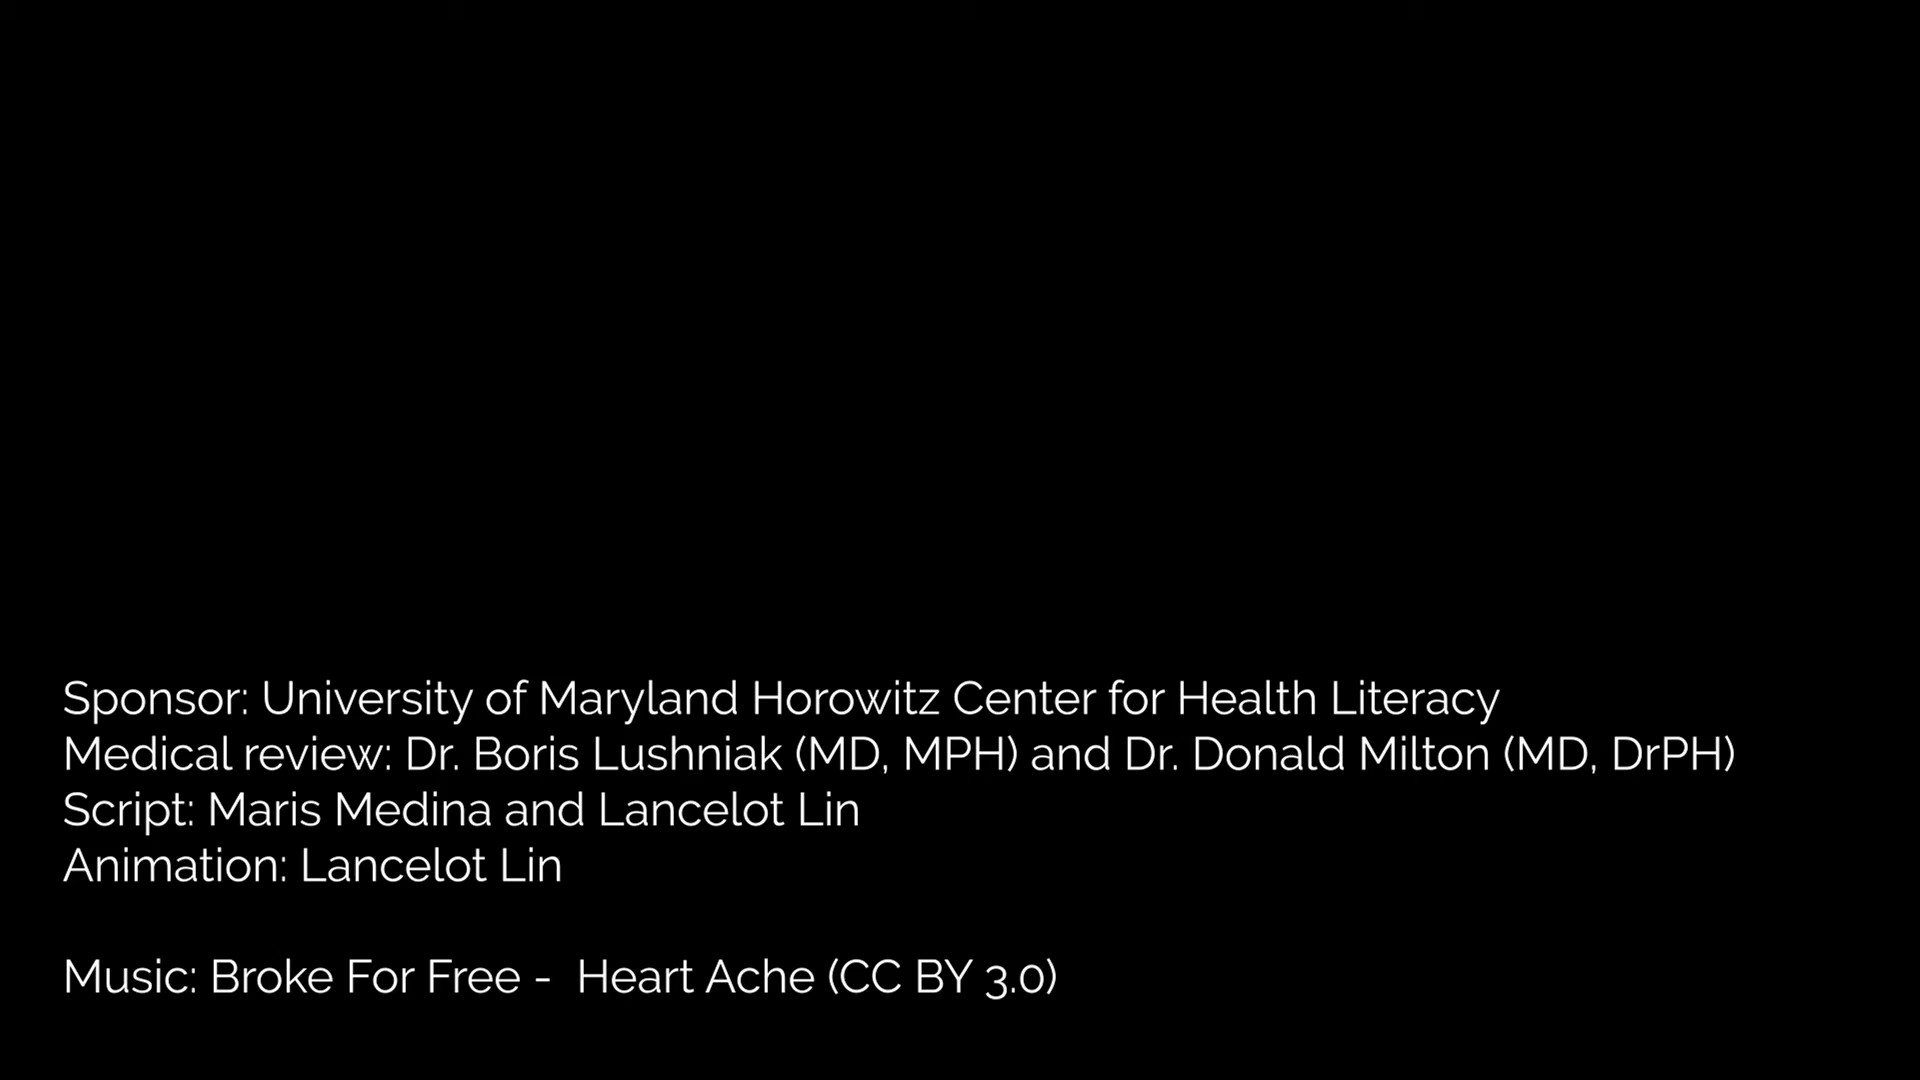 Sponsor: University of Maryland Horowitz Center for Health Literacy
Medical review: Dr. Boris Lushniak (MD, MPH) and Dr. Donald Milton (MD, DrPH)
Script: Maris Medina and Lancelot Lin
Animation: Lancelot Lin
Music: Broke For Free -  Heart Ache (CC BY 3.0)